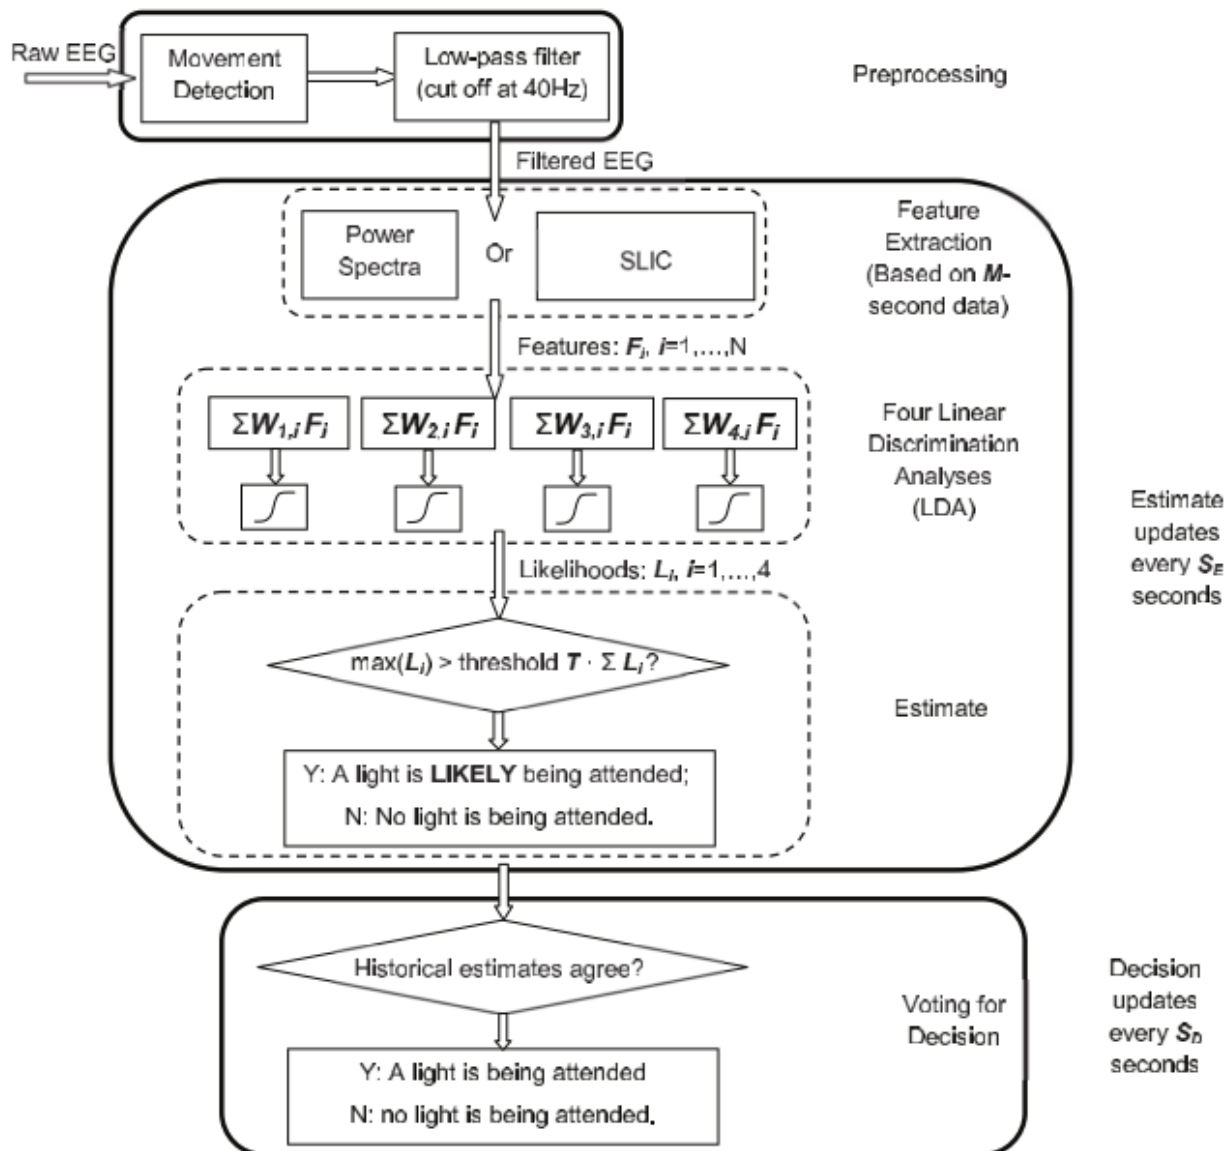 Raw EEG
Movement
Detection
Low-pass filter
(cut off at 40Hz)
Preprocessing
Filtered EEG
Power
Spectra
Or
SLIC
Feature
Extraction
(Based on M-
second data)
Features: Fi, i=1,...,N
ΣW1,i Fi
ΣW2,i Fi
ΣW3,i Fi
ΣW4,i Fi
Four Linear
Discrimination
Analyses
(LDA)
Likelihoods: Li, i=1,...,4
Estimate
updates
every SE
seconds
max(Li) > threshold T · Σ Li?
Estimate
Y: A light is LIKELY being attended;
N: No light is being attended.
Historical estimates agree?
Voting for
Decision
Decision
updates
every SD
seconds
Y: A light is being attended
N: no light is being attended.